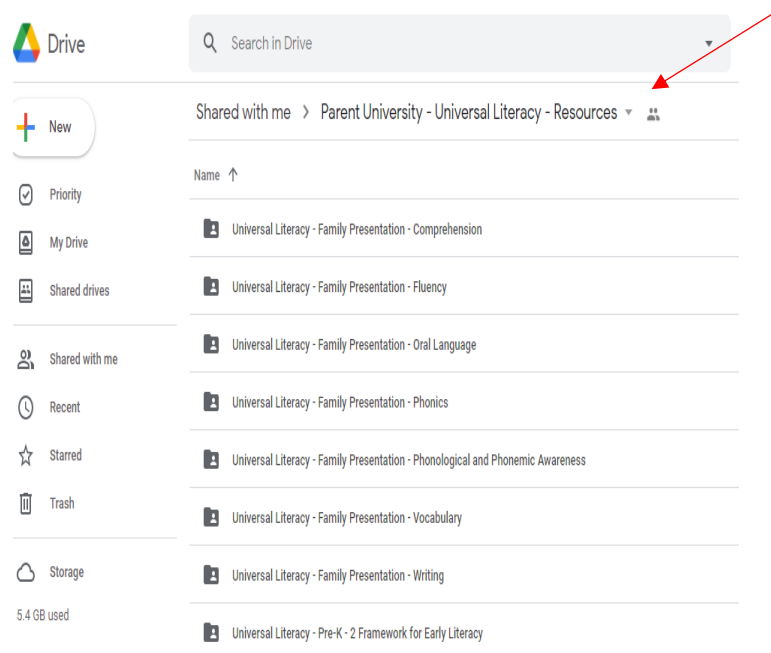 Drive
Search in Drive
New
Priority
My Drive
Shared drives
Shared with me
Recent
Starred
Trash
Storage
5.4 GB used
Shared with me > Parent University - Universal Literacy - Resources
Name
Universal Literacy - Family Presentation - Comprehension
Universal Literacy - Family Presentation - Fluency
Universal Literacy - Family Presentation - Oral Language
Universal Literacy - Family Presentation - Phonics
Universal Literacy - Family Presentation - Phonological and Phonemic Awareness
Universal Literacy - Family Presentation - Vocabulary
Universal Literacy - Family Presentation - Writing
Universal Literacy - Pre-K - 2 Framework for Early Literacy